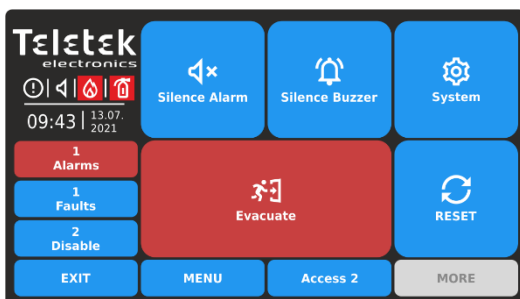 Teletek
electronics
09:43
13.07.
2021
Silence Alarm
Silence Buzzer
System
1
Alarms
1
Faults
2
Disable
Evacuate
RESET
EXIT
MENU
Access 2
MORE